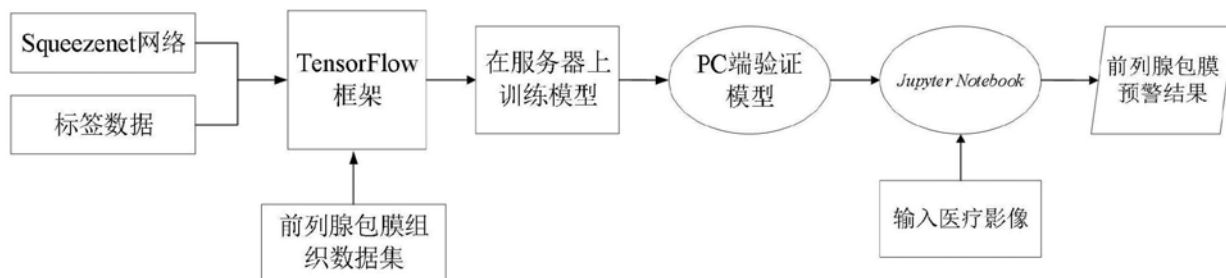 Squeezenet网络
标签数据
TensorFlow
框架
前列腺包膜组
织数据集
在服务器上
训练模型
PC端验证
模型
Jupyter Notebook
输入医疗影像
前列腺包膜
预警结果